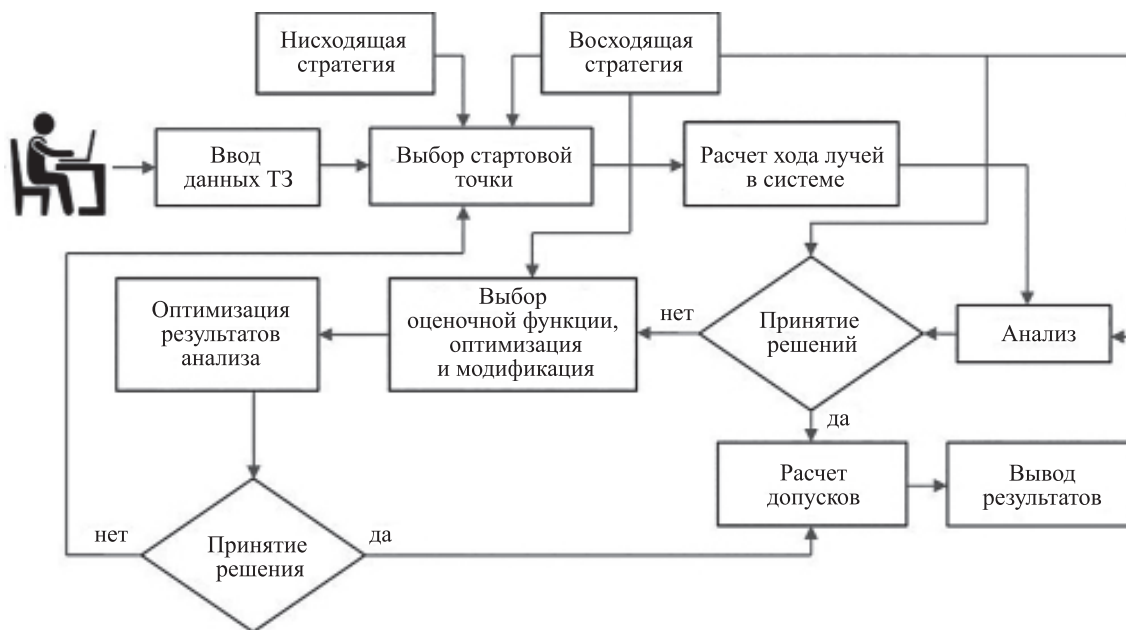 Нисходящая
стратегия
Восходящая
стратегия
Ввод
данных ТЗ
Выбор стартовой
точки
Расчет хода лучей
в системе
Оптимизация
результатов
анализа
Выбор
оценочной функции,
оптимизация
и модификация
нет
Принятие
решений
Анализ
да
Расчет
допусков
Вывод
результатов
нет
Принятие
решения
да